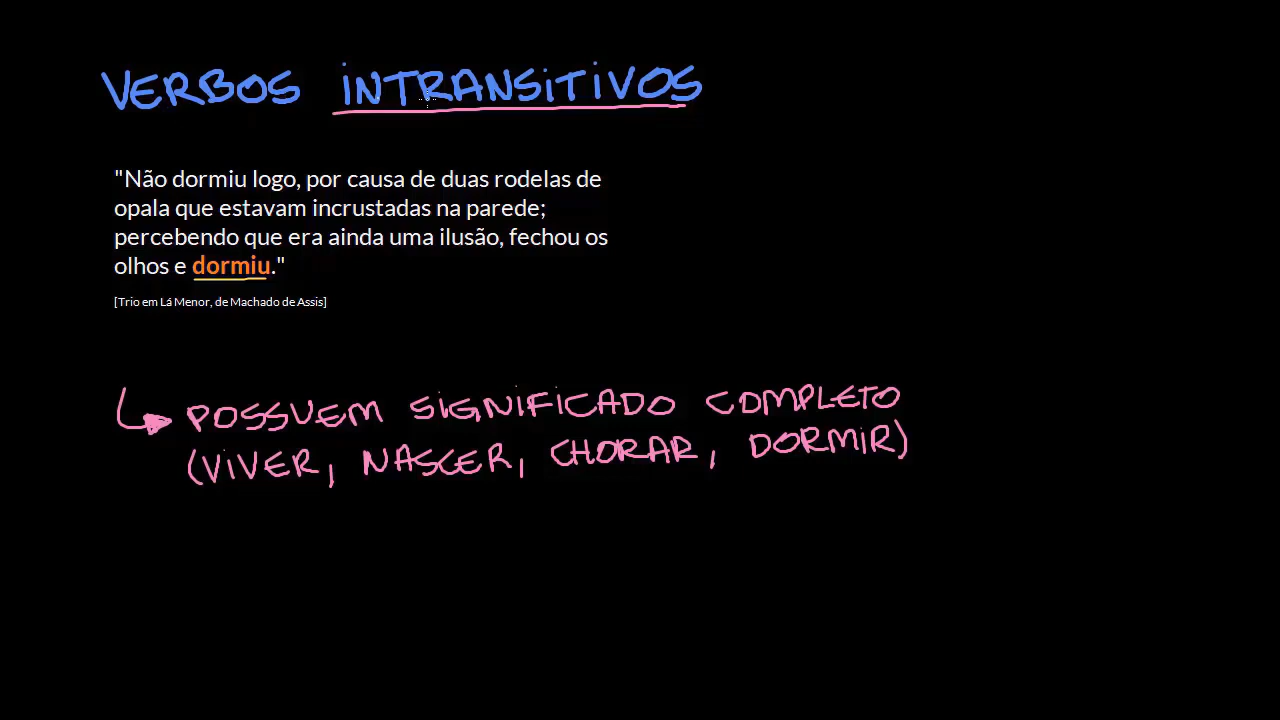 VERBOS INTRANSITIVOS
"Não dormiu logo, por causa de duas rodelas de
opala que estavam incrustadas na parede;
percebendo que era ainda uma ilusão, fechou os
olhos e dormiu."
[Trio em Lá Menor, de Machado de Assis]
POSSUEM SIGNIFICADO COMPLETO
(VIVER, NASCER, CHORAR, DORMIR)